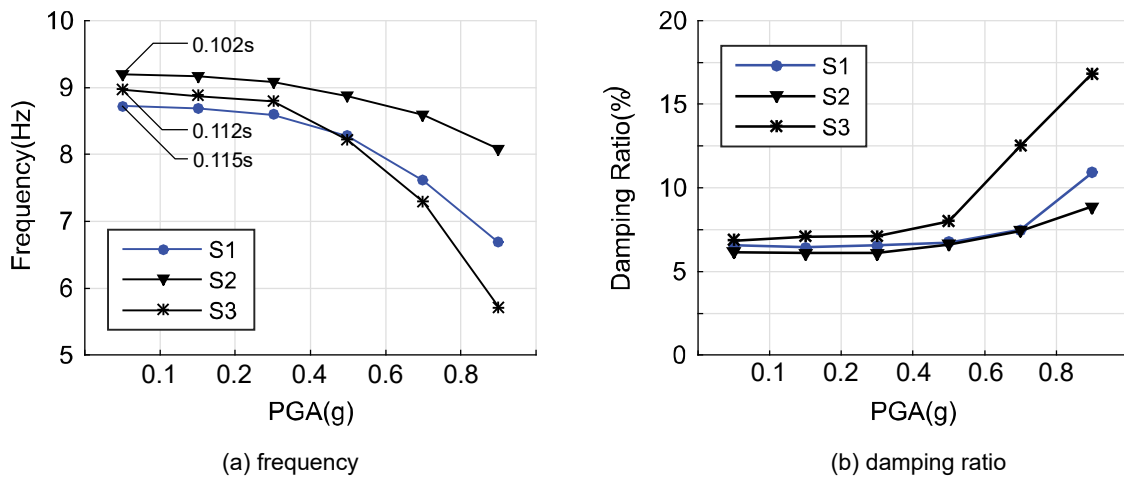 10
9
8
7
6
5
Frequency(Hz)
0.102s
0.112s
0.115s
S1
S2
S3
0.1 0.2 0.4 0.6 0.8
PGA(g)
(a) frequency
20
15
10
5
0
Damping Ratio(%)
S1
S2
S3
0.1 0.2 0.4 0.6 0.8
PGA(g)
(b) damping ratio